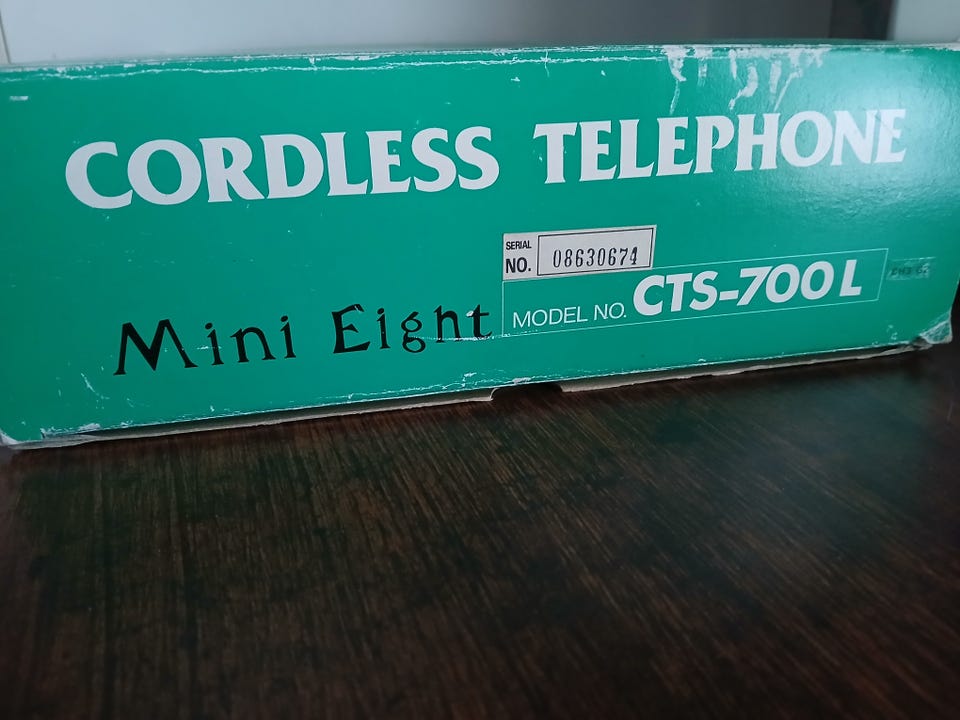 CORDLESS TELEPHONE
SERIAL
NO. 08630674
Mini Eight
MODEL NO. CTS-700L